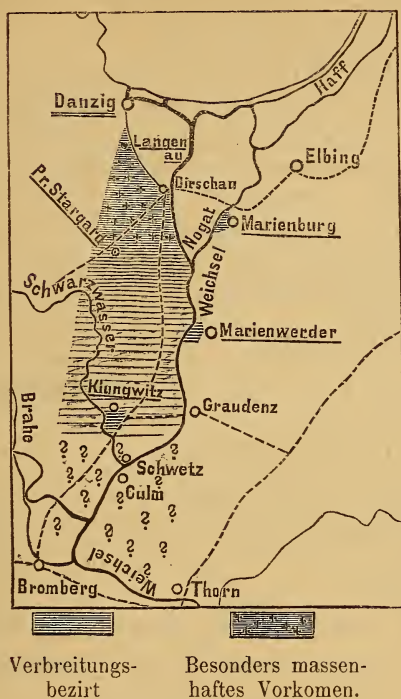 Haff
Danzig
Langen
au
Elbing
Dirschau
Pr. Stargard
Nogat
Marienburg
Weichsel
Schwarzwasser
Marienwerder
Klungwitz
Brahe
Graudenz
? ? ? ? ?
Schwetz
Culm
? ? ? ? ?
Weichsel
Bromberg
Thorn
Verbreitungs-
bezirt
Besonders massen-
haftes Vorkomen.